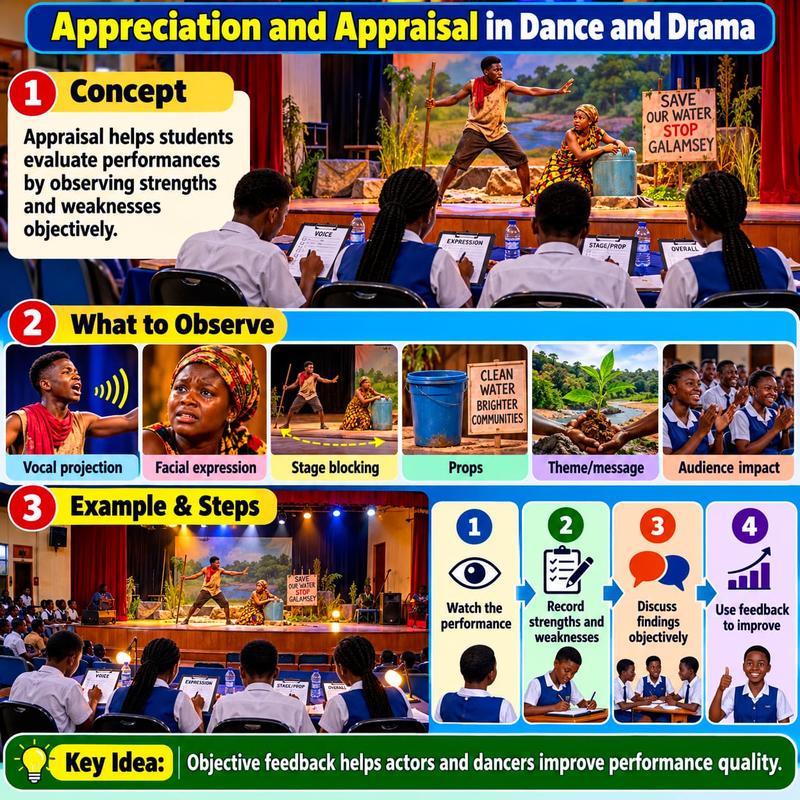 Appreciation and Appraisal in Dance and Drama
1 Concept
Appraisal helps students
evaluate performances
by observing strengths
and weaknesses
objectively.
SAVE
OUR WATER
STOP
GALAMSEY
VOICE
EXPRESSION
STAGE/PROP
OVERALL
2 What to Observe
CLEAN
WATER
BRIGHTER
COMMUNITIES
Vocal projection
Facial expression
Stage blocking
Props
Theme/message
Audience impact
3 Example & Steps
SAVE
OUR WATER
STOP
GALAMSEY
VOICE
EXPRESSION
STAGE/PROP
OVERALL
1
Watch the
performance
2
Record
strengths and
weaknesses
3
Discuss
findings
objectively
4
Use feedback
to improve
Key Idea: Objective feedback helps actors and dancers improve performance quality.